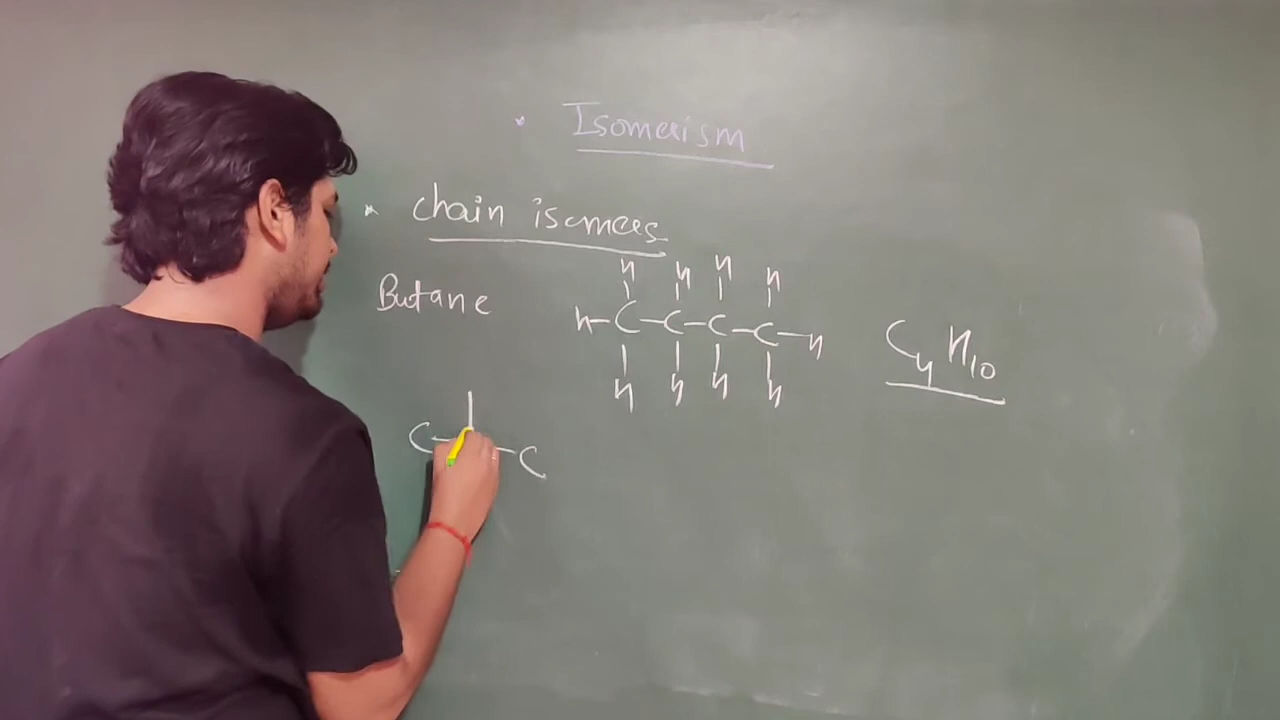 Isomerism
* Chain isomers
H H H H
Butane H-C-C-C-C-H
H H H H
C4H10
C- -C